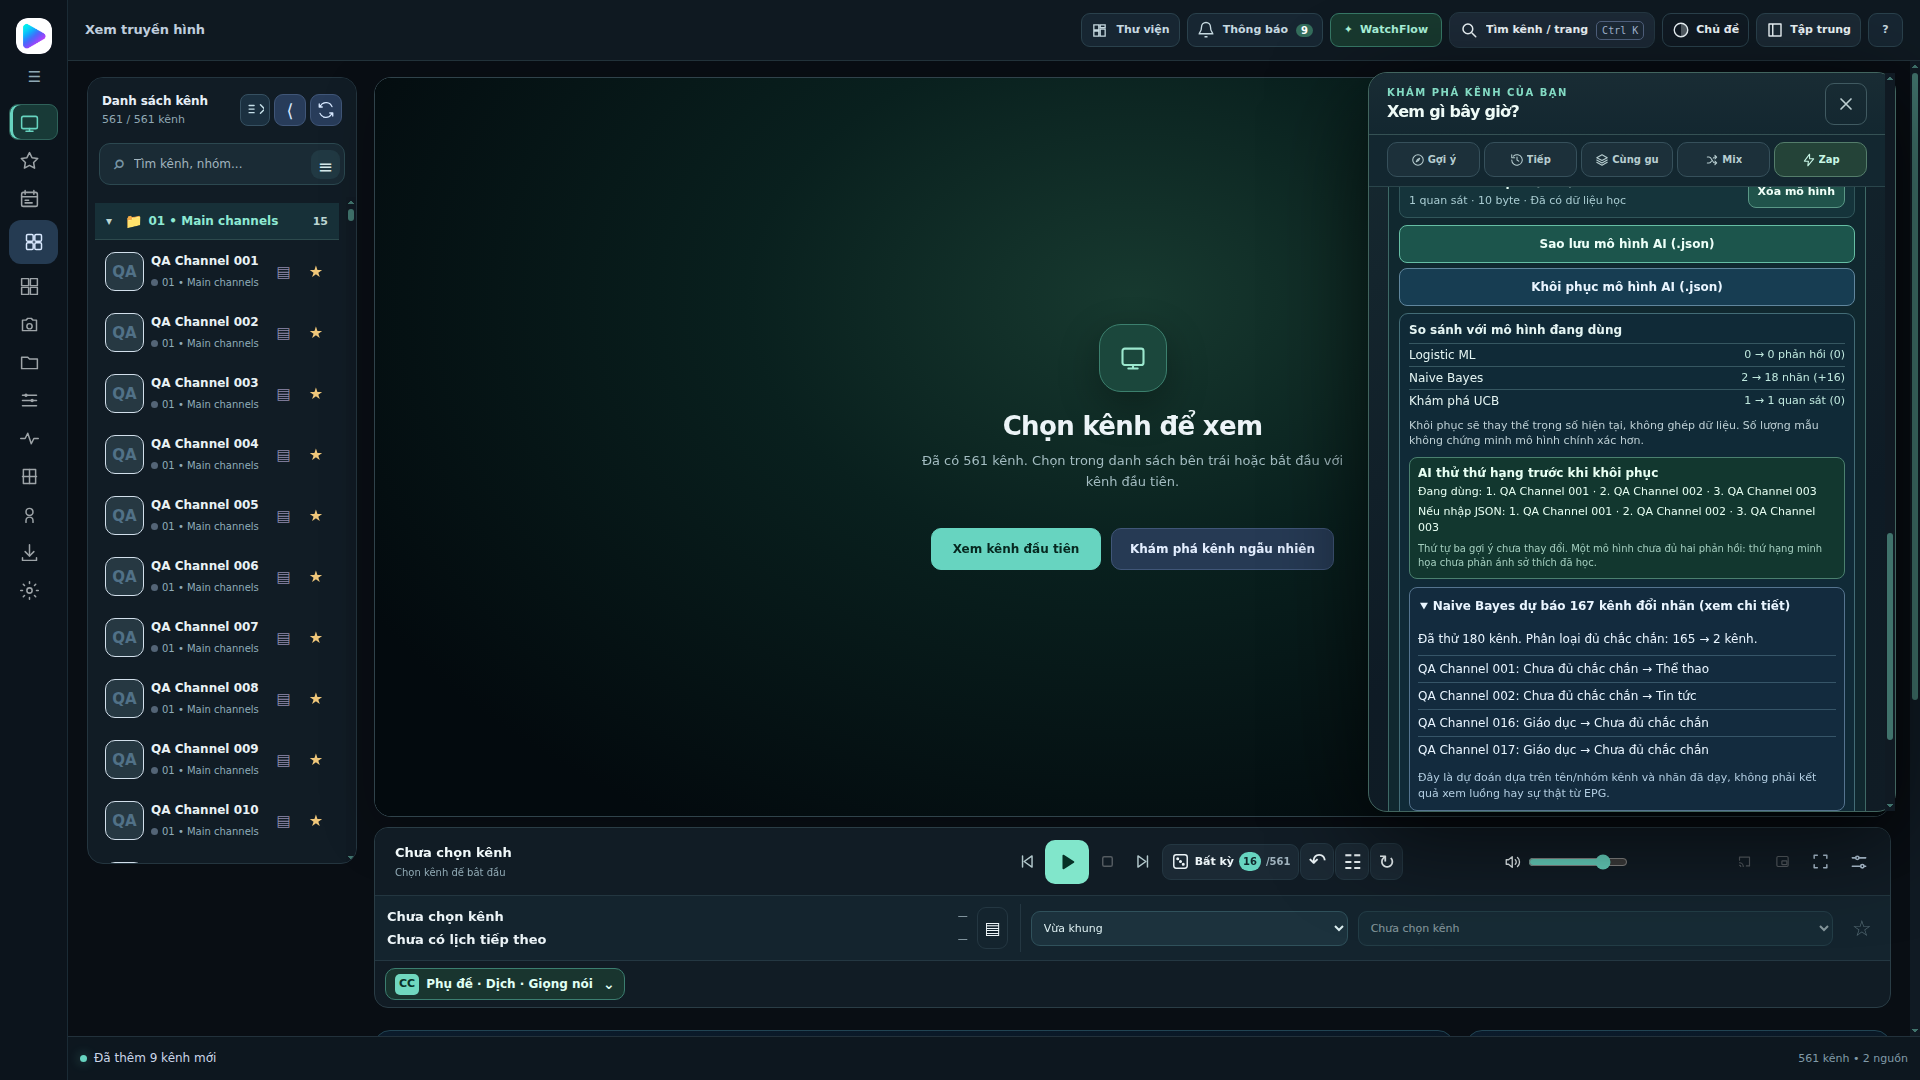 Xem truyền hình
Thư viện
Thông báo 9
WatchFlow
Tìm kênh / trang Ctrl K
Chủ đề
Tập trung
?
Danh sách kênh
561 / 561 kênh
Tìm kênh, nhóm...
01 • Main channels 15
QA QA Channel 001
01 • Main channels
QA QA Channel 002
01 • Main channels
QA QA Channel 003
01 • Main channels
QA QA Channel 004
01 • Main channels
QA QA Channel 005
01 • Main channels
QA QA Channel 006
01 • Main channels
QA QA Channel 007
01 • Main channels
QA QA Channel 008
01 • Main channels
QA QA Channel 009
01 • Main channels
QA QA Channel 010
01 • Main channels
Chọn kênh để xem
Đã có 561 kênh. Chọn trong danh sách bên trái hoặc bắt đầu với
kênh đầu tiên.
Xem kênh đầu tiên
Khám phá kênh ngẫu nhiên
KHÁM PHÁ KÊNH CỦA BẠN
Xem gì bây giờ?
Gợi ý
Tiếp
Cùng gu
Mix
Zap
1 quan sát · 10 byte · Đã có dữ liệu học
Xóa mô hình
Sao lưu mô hình AI (.json)
Khôi phục mô hình AI (.json)
So sánh với mô hình đang dùng
Logistic ML 0 → 0 phản hồi (0)
Naive Bayes 2 → 18 nhãn (+16)
Khám phá UCB 1 → 1 quan sát (0)
Khôi phục sẽ thay thế trọng số hiện tại, không ghép dữ liệu. Số lượng mẫu
không chứng minh mô hình chính xác hơn.
AI thử thứ hạng trước khi khôi phục
Đang dùng: 1. QA Channel 001 · 2. QA Channel 002 · 3. QA Channel 003
Nếu nhập JSON: 1. QA Channel 001 · 2. QA Channel 002 · 3. QA Channel
003
Thứ tự ba gợi ý chưa thay đổi. Một mô hình chưa đủ hai phản hồi: thứ hạng minh
họa chưa phản ánh sở thích đã học.
▼ Naive Bayes dự báo 167 kênh đổi nhãn (xem chi tiết)
Đã thử 180 kênh. Phân loại đủ chắc chắn: 165 → 2 kênh.
QA Channel 001: Chưa đủ chắc chắn → Thể thao
QA Channel 002: Chưa đủ chắc chắn → Tin tức
QA Channel 016: Giáo dục → Chưa đủ chắc chắn
QA Channel 017: Giáo dục → Chưa đủ chắc chắn
Đây là dự đoán dựa trên tên/nhóm kênh và nhãn đã dạy, không phải kết
quả xem luồng hay sự thật từ EPG.
Chưa chọn kênh
Chọn kênh để bắt đầu
Bất kỳ 16 /561
Chưa chọn kênh —
Chưa có lịch tiếp theo —
Vừa khung
Chưa chọn kênh
CC Phụ đề · Dịch · Giọng nói
Đã thêm 9 kênh mới
561 kênh • 2 nguồn